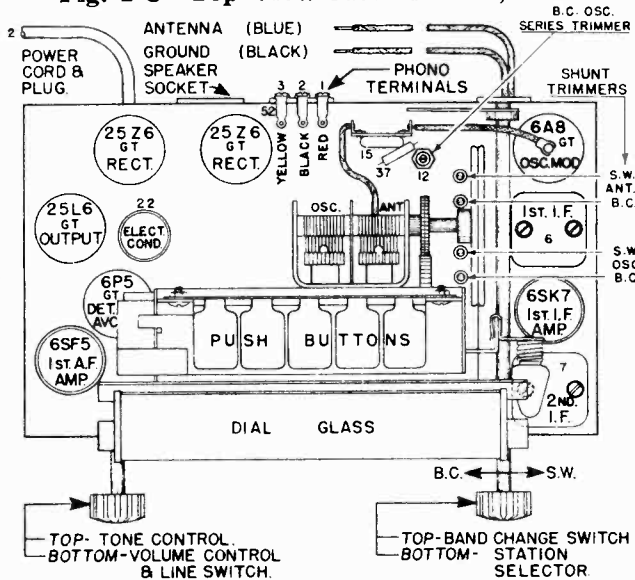 B.C. OSC.
SERIES TRIMMER
ANTENNA (BLUE)
GROUND (BLACK)
2
POWER
CORD &
PLUG.
SPEAKER
SOCKET
PHONO
TERMINALS
SHUNT
TRIMMERS
3 2 1
52
YELLOW
BLACK
RED
25Z6
GT
RECT.
25Z6
GT
RECT.
15
37
12
6A8
GT
OSC. MOD
S.W.
ANT.
B.C.
1ST. I.F.
6
S.W.
OSC
B.C.
25L6
GT
OUTPUT
22
ELECT.
COND.
OSC. ANT
6P5
GT
DET.
AVC
6SK7
1ST. I.F
AMP
PUSH BUTTONS
6SF5
1ST. A.F.
AMP.
7
2ND.
I.F.
DIAL GLASS
B.C. S.W.
TOP- TONE CONTROL.
BOTTOM-VOLUME CONTROL
& LINE SWITCH.
TOP-BAND CHANGE SWITCH
BOTTOM- STATION
SELECTOR.